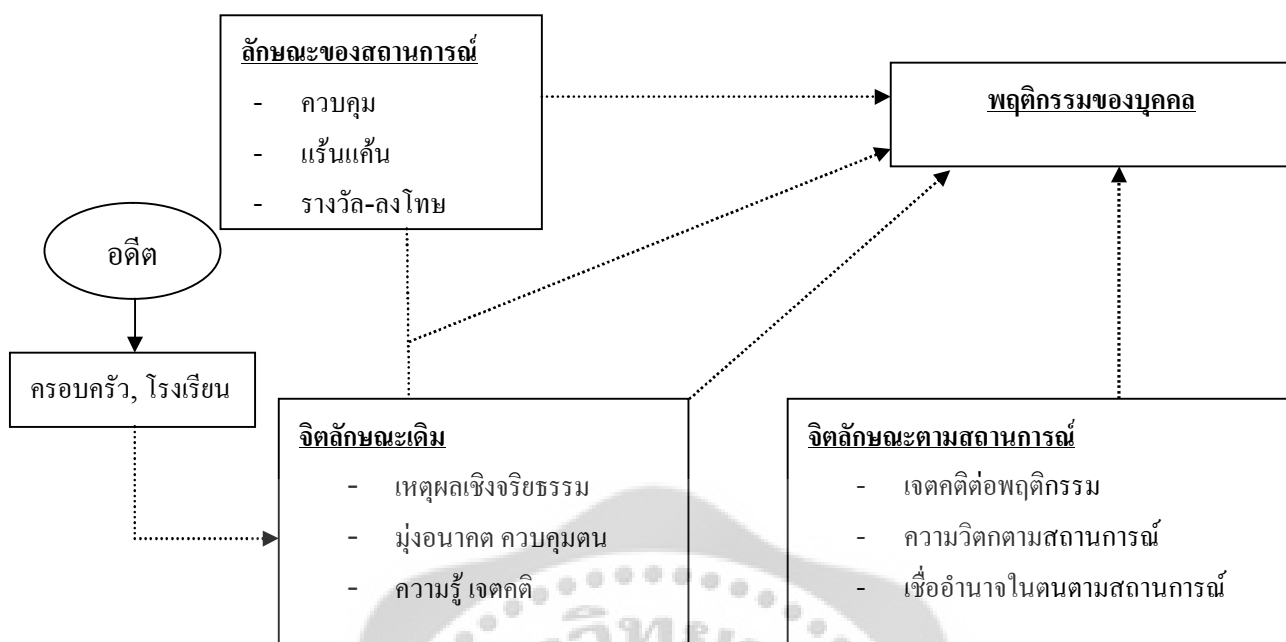 ลักษณะของสถานการณ์
- ควบคุม
- แร้นแค้น
- รางวัล-ลงโทษ
พฤติกรรมของบุคคล
อดีต
ครอบครัว, โรงเรียน
จิตลักษณะเดิม
- เหตุผลเชิงจริยธรรม
- มุ่งอนาคต ควบคุมตน
- ความรู้ เจตคติ
จิตลักษณะตามสถานการณ์
- เจตคติต่อพฤติกรรม
- ความวิตกตามสถานการณ์
- เชื่ออำนาจในตนตามสถานการณ์